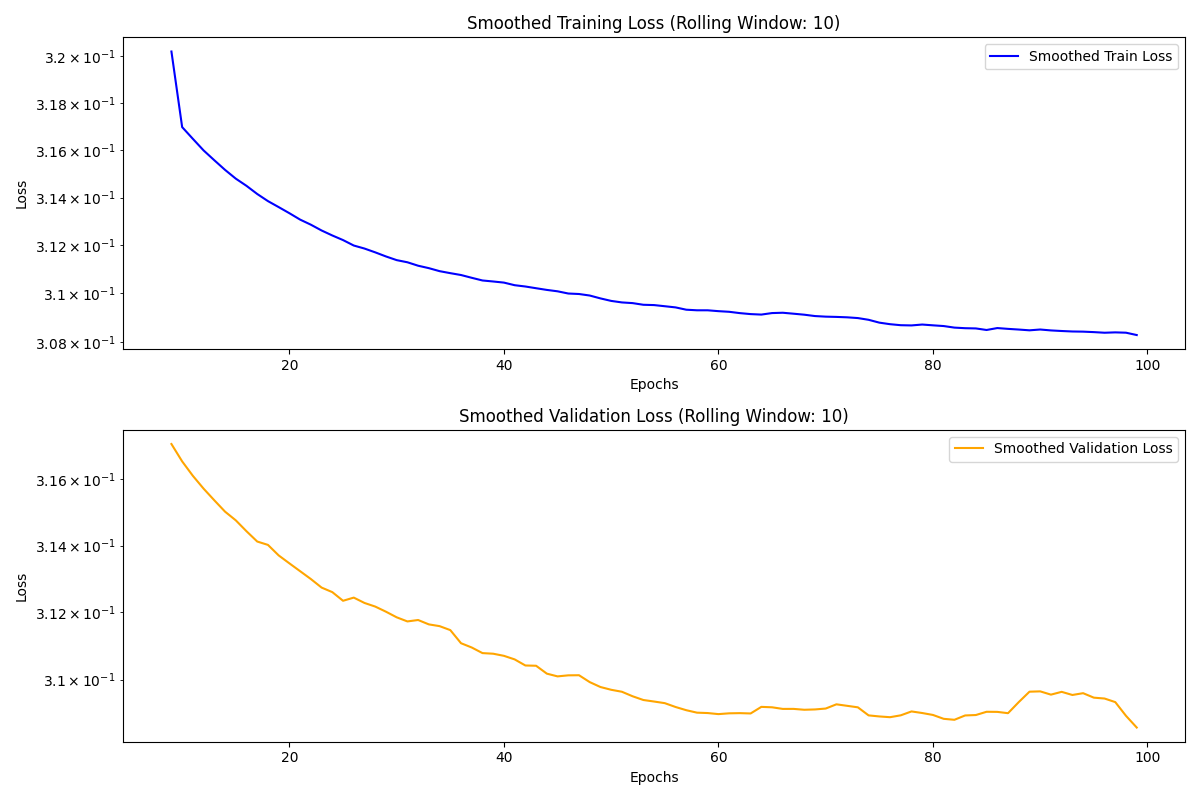 Smoothed Training Loss (Rolling Window: 10)
3.2 × 10⁻¹
3.18 × 10⁻¹
3.16 × 10⁻¹
3.14 × 10⁻¹
3.12 × 10⁻¹
3.1 × 10⁻¹
3.08 × 10⁻¹
Loss
Smoothed Train Loss
20 40 60 80 100
Epochs
Smoothed Validation Loss (Rolling Window: 10)
3.16 × 10⁻¹
3.14 × 10⁻¹
3.12 × 10⁻¹
3.1 × 10⁻¹
Loss
Smoothed Validation Loss
20 40 60 80 100
Epochs